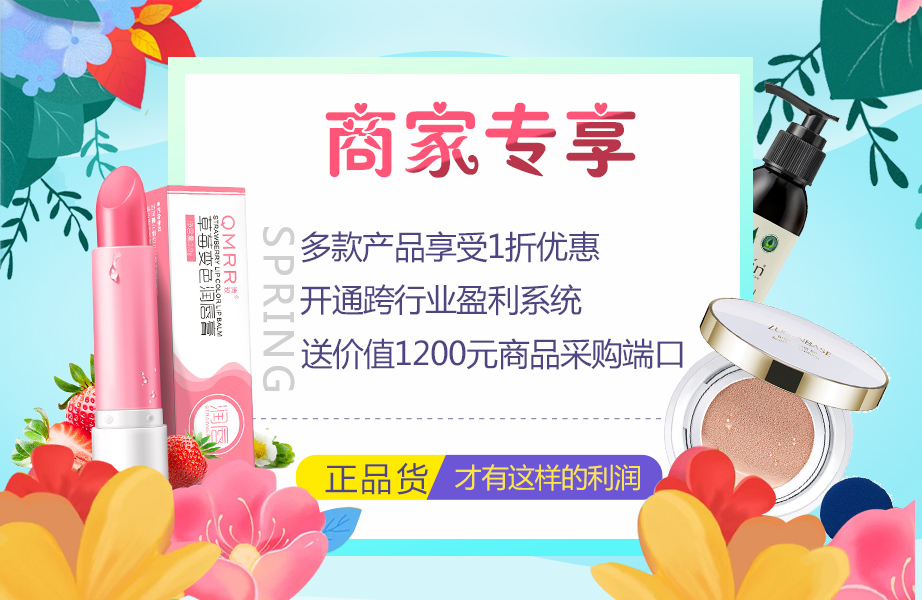 商家专享
SPRING
多款产品享受1折优惠
开通跨行业盈利系统
送价值1200元商品采购端口
正品货 才有这样的利润
QMRR
STRAWBERRY LIP COLOR LIP BALM
草莓变色润唇膏
润唇